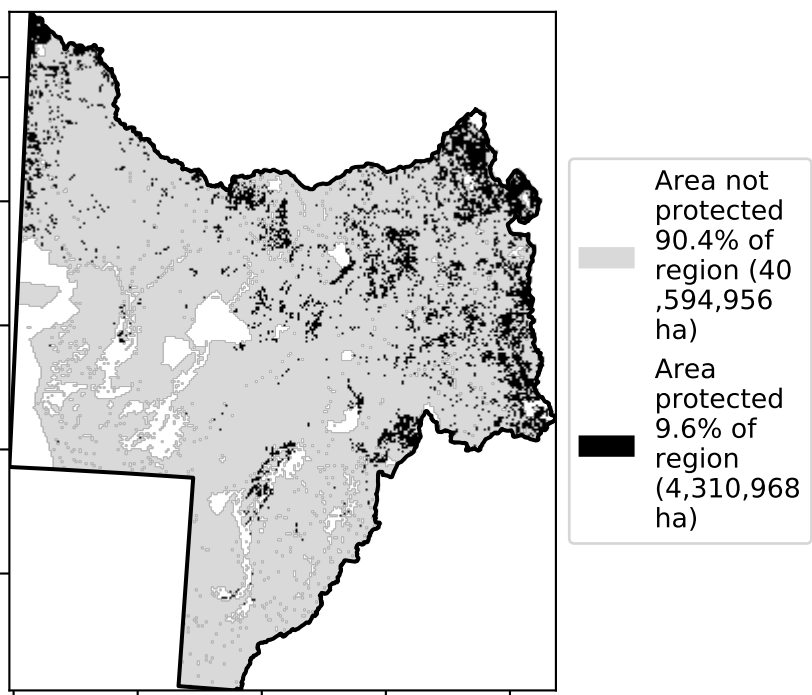 Area not
protected
90.4% of
region (40
,594,956
ha)
Area
protected
9.6% of
region
(4,310,968
ha)